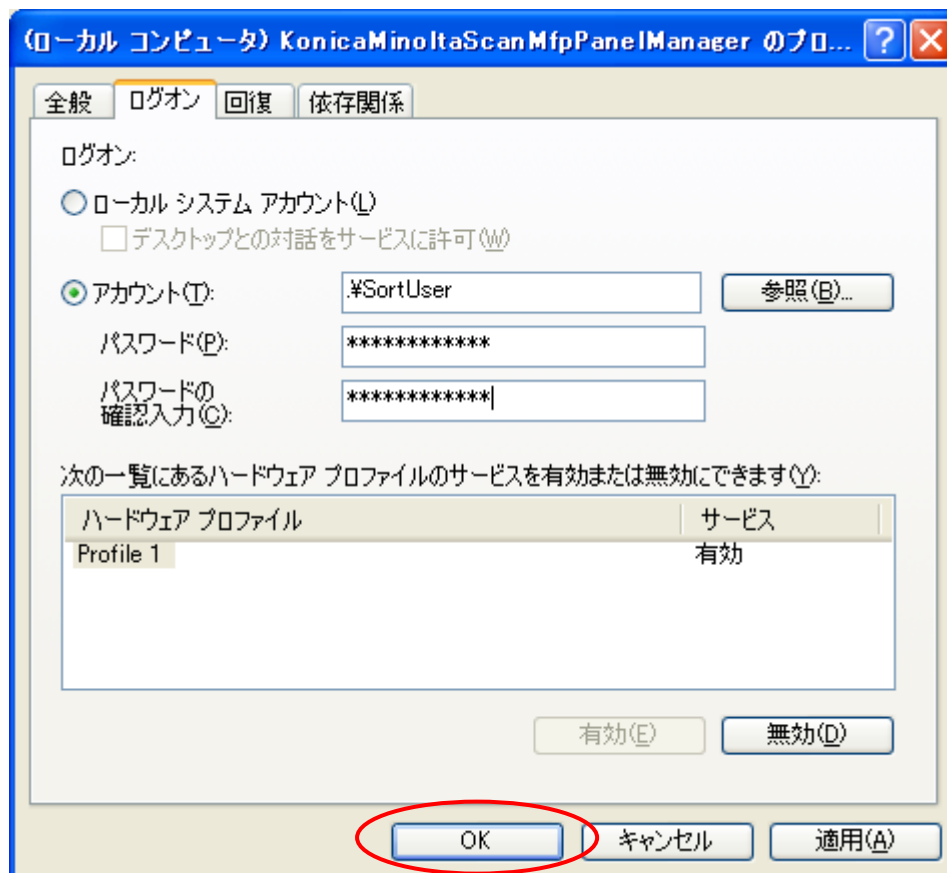 (ローカル コンピュータ) KonicaMinoltaScanMfpPanelManager のプロ...
全般 ログオン 回復 依存関係
ログオン:
ローカル システム アカウント(L)
デスクトップとの対話をサービスに許可(W)
アカウント(T): .¥SortUser 参照(B)...
パスワード(P): ************
パスワードの
確認入力(C): ************
次の一覧にあるハードウェア プロファイルのサービスを有効または無効にできます(Y):
ハードウェア プロファイル サービス
Profile 1 有効
有効(E) 無効(D)
OK キャンセル 適用(A)